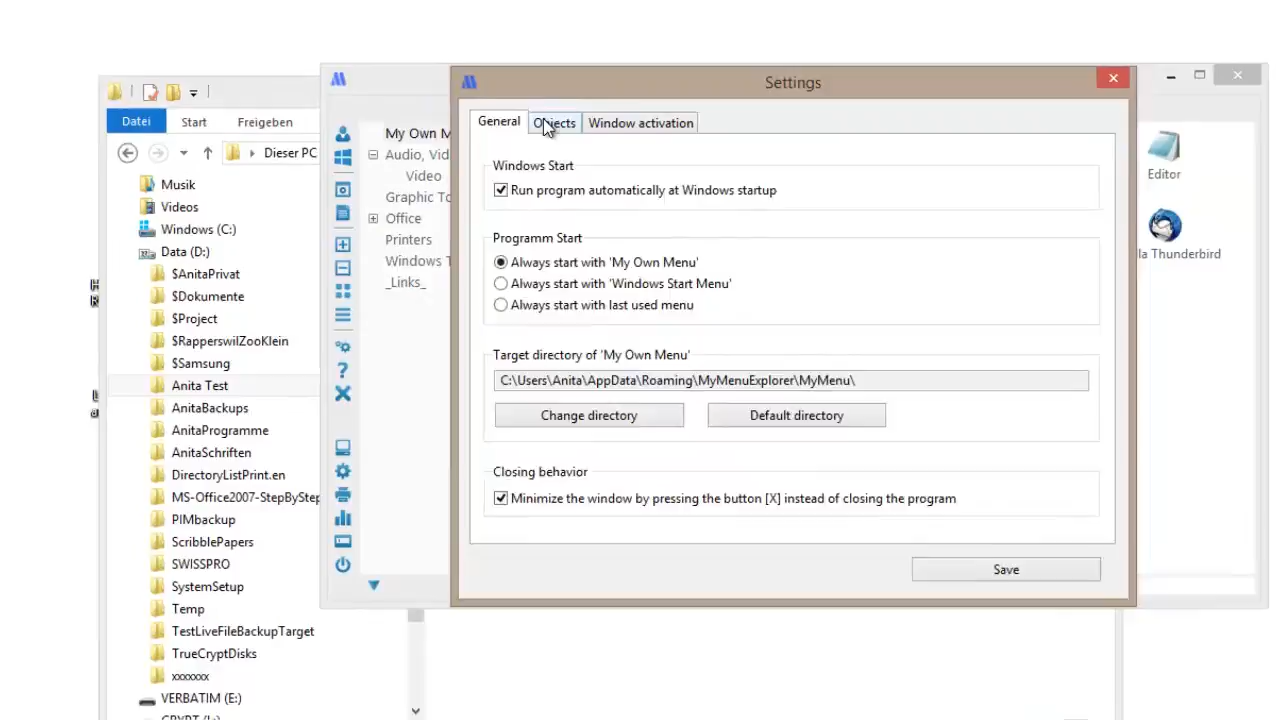 Settings
Datei
Start
Freigeben
Dieser PC
Musik
Videos
Windows (C:)
Data (D:)
$AnitaPrivat
$Dokumente
$Project
$RapperswilZooKlein
$Samsung
Anita Test
AnitaBackups
AnitaProgramme
AnitaSchriften
DirectoryListPrint.en
MS-Office2007-StepBySte
PIMbackup
ScribblePapers
SWISSPRO
SystemSetup
Temp
TestLiveFileBackupTarget
TrueCryptDisks
xxxxxxx
VERBATIM (E:)
My Own M
Audio, Vid
Video
Graphic To
Office
Printers
Windows T
_Links_
General
Objects
Window activation
Windows Start
Run program automatically at Windows startup
Programm Start
Always start with 'My Own Menu'
Always start with 'Windows Start Menu'
Always start with last used menu
Target directory of 'My Own Menu'
C:\Users\Anita\AppData\Roaming\MyMenuExplorer\MyMenu\
Change directory
Default directory
Closing behavior
Minimize the window by pressing the button [X] instead of closing the program
Save
Editor
la Thunderbird